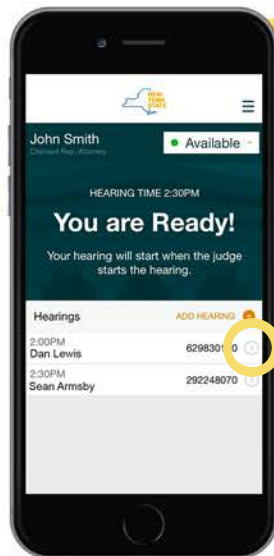 NEW
YORK
STATE
John Smith
Claimant Rep./Attorney
Available
HEARING TIME 2:30PM
You are Ready!
Your hearing will start when the judge
starts the hearing.
Hearings
ADD HEARING
2:00PM
Dan Lewis
2:30PM
Sean Armsby
292248070